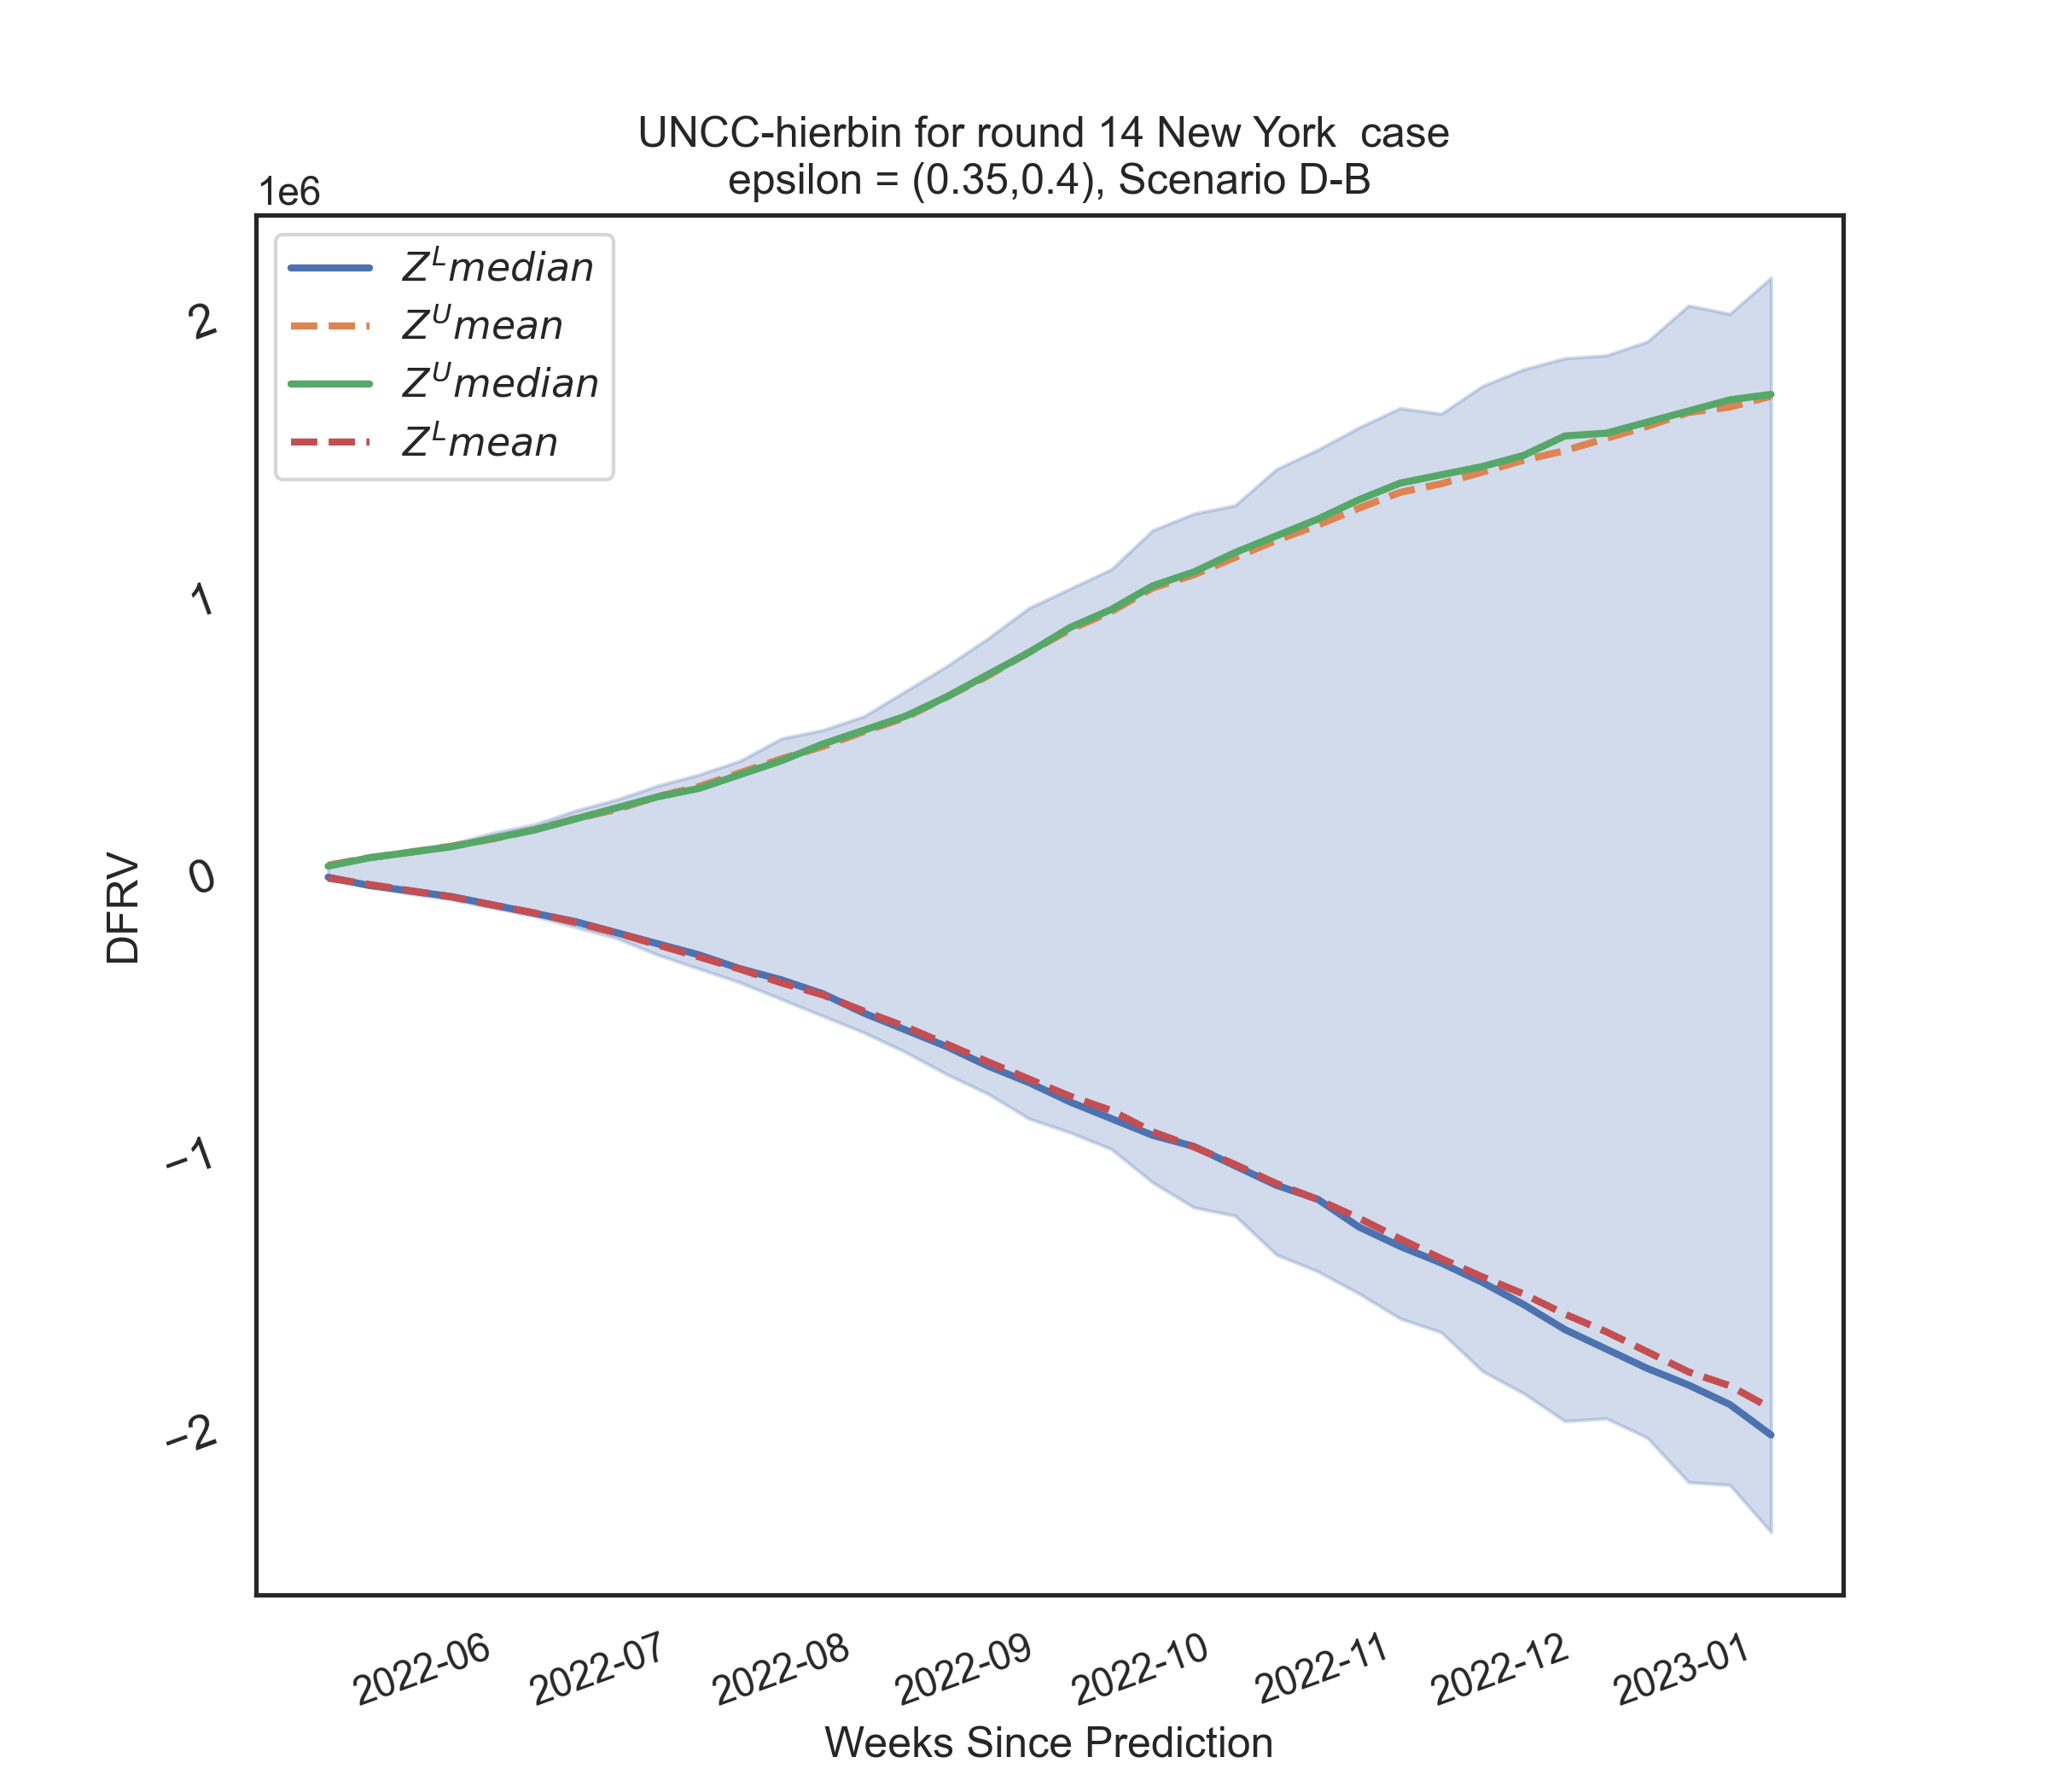 UNCC-hierbin for round 14 New York  case
epsilon = (0.35,0.4), Scenario D-B
1e6
Z^L median
Z^U mean
Z^U median
Z^L mean
2
1
0
−1
−2
DFRV
2022-06
2022-07
2022-08
2022-09
2022-10
2022-11
2022-12
2023-01
Weeks Since Prediction